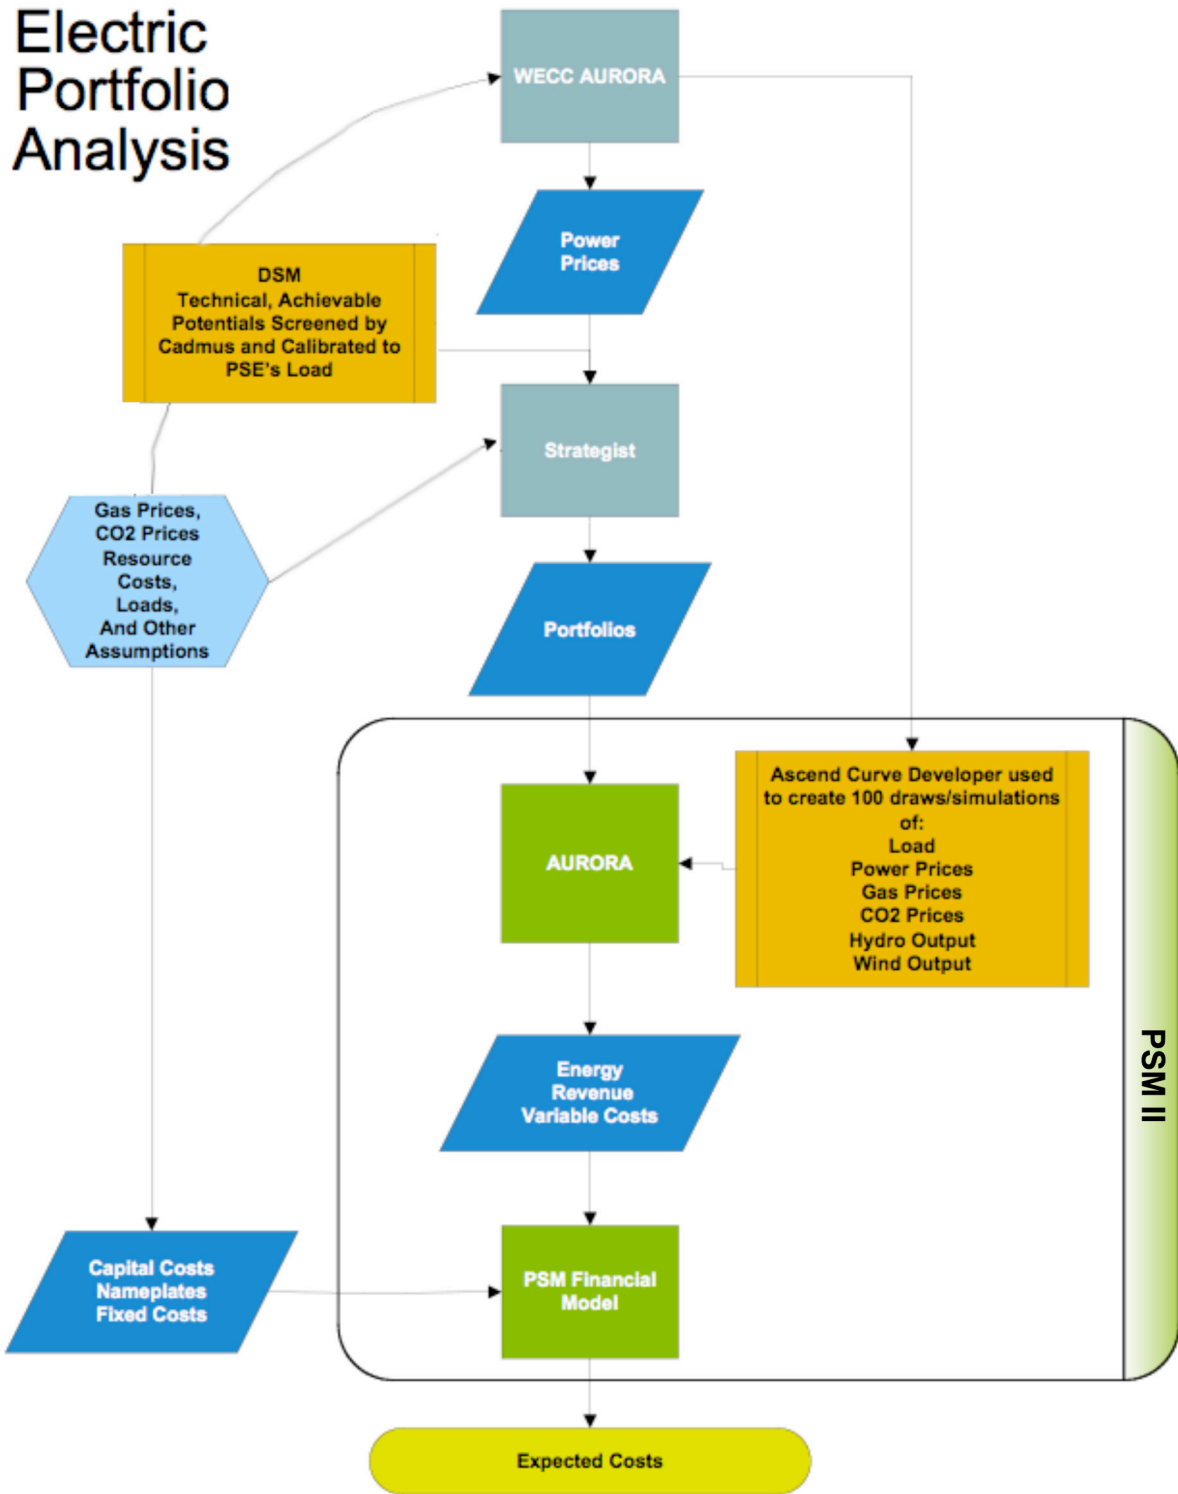 Electric
Portfolio
Analysis
WECC AURORA
Power
Prices
DSM
Technical, Achievable
Potentials Screened by
Cadmus and Calibrated to
PSE's Load
Strategist
Gas Prices,
CO2 Prices
Resource
Costs,
Loads,
And Other
Assumptions
Portfolios
Ascend Curve Developer used
to create 100 draws/simulations
of:
Load
Power Prices
Gas Prices
CO2 Prices
Hydro Output
Wind Output
AURORA
PSM II
Energy
Revenue
Variable Costs
Capital Costs
Nameplates
Fixed Costs
PSM Financial
Model
Expected Costs